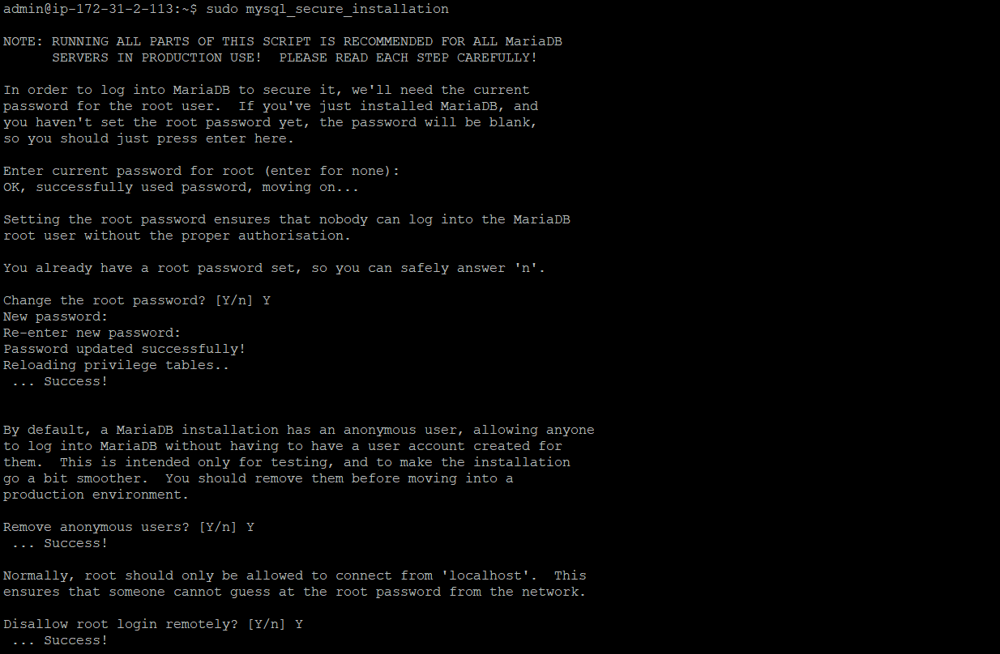 admin@ip-172-31-2-113:~$ sudo mysql_secure_installation
NOTE: RUNNING ALL PARTS OF THIS SCRIPT IS RECOMMENDED FOR ALL MariaDB
      SERVERS IN PRODUCTION USE!  PLEASE READ EACH STEP CAREFULLY!
In order to log into MariaDB to secure it, we'll need the current
password for the root user.  If you've just installed MariaDB, and
you haven't set the root password yet, the password will be blank,
so you should just press enter here.
Enter current password for root (enter for none):
OK, successfully used password, moving on...
Setting the root password ensures that nobody can log into the MariaDB
root user without the proper authorisation.
You already have a root password set, so you can safely answer 'n'.
Change the root password? [Y/n] Y
New password:
Re-enter new password:
Password updated successfully!
Reloading privilege tables..
 ... Success!
By default, a MariaDB installation has an anonymous user, allowing anyone
to log into MariaDB without having to have a user account created for
them.  This is intended only for testing, and to make the installation
go a bit smoother.  You should remove them before moving into a
production environment.
Remove anonymous users? [Y/n] Y
 ... Success!
Normally, root should only be allowed to connect from 'localhost'.  This
ensures that someone cannot guess at the root password from the network.
Disallow root login remotely? [Y/n] Y
 ... Success!